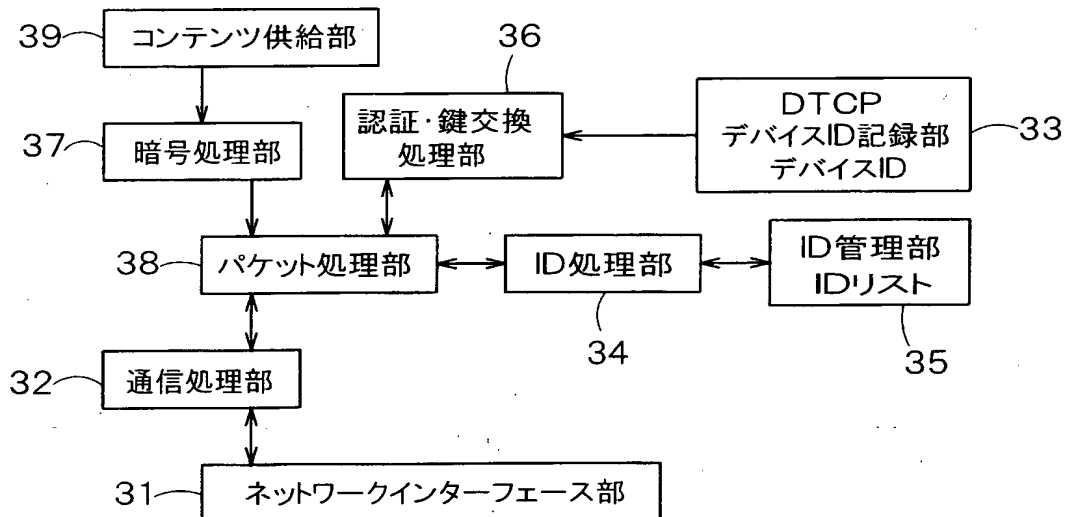 39
コンテンツ供給部
36
37
暗号処理部
認証・鍵交換
処理部
DTCP
デバイスID記録部
デバイスID
33
38
パケット処理部
ID処理部
ID管理部
IDリスト
34
35
32
通信処理部
31
ネットワークインターフェース部